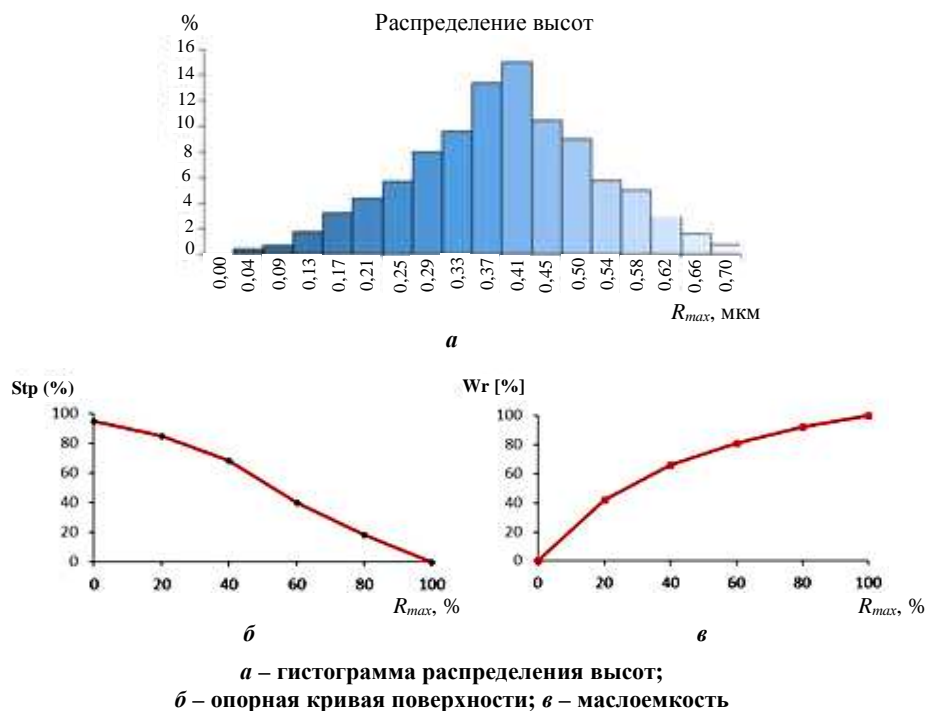 % Распределение высот
16
14
12
10
8
6
4
2
0
0,00 0,04 0,09 0,13 0,17 0,21 0,25 0,29 0,33 0,37 0,41 0,45 0,50 0,54 0,58 0,62 0,66 0,70
Rmax, мкм
а
Stp (%)
100
80
60
40
20
0
0 20 40 60 80 100
Rmax, %
б
Wr [%]
100
80
60
40
20
0
0 20 40 60 80 100
Rmax, %
в
а – гистограмма распределения высот;
б – опорная кривая поверхности; в – маслоемкость